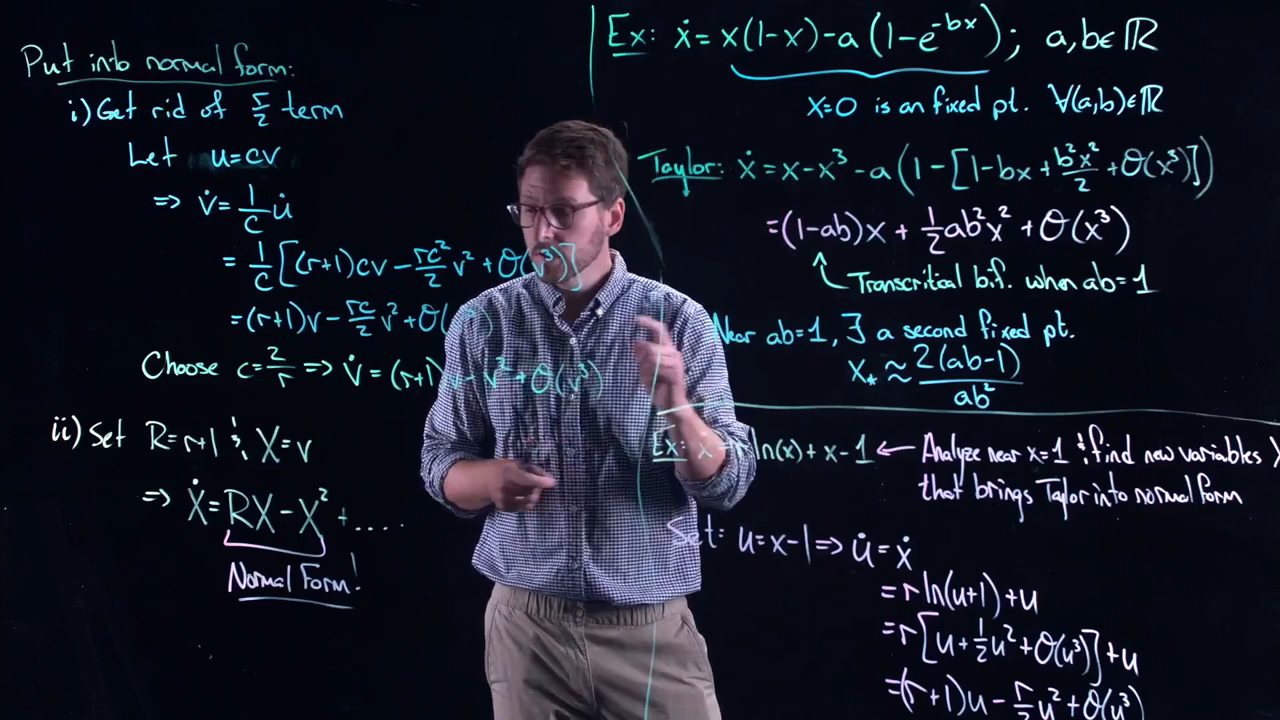 Put into normal form:
i) Get rid of r/2 term
Let u=cv
=> v̇ = 1/c u̇
= 1/c [(r+1)cv - rc²/2 v² + O(v³)]
= (r+1)v - rc/2 v² + O(
Choose c = 2/r => v̇ = (r+1)v - v² + O(v³)
ii) Set R=r+1 & X=v
=> Ẋ = RX - X² + ....
Normal Form!
Ex: ẋ = x(1-x) - a(1-e^{-bx}); a,b∈ℝ
x=0 is an fixed pt. ∀(a,b)∈ℝ
Taylor: ẋ = x - x³ - a(1 - [1 - bx + b²x²/2 + O(x³)])
= (1-ab)x + 1/2 ab²x² + O(x³)
Transcritical bif. when ab=1
Near ab=1, ∃ a second fixed pt.
x* ≈ 2(ab-1)/ab²
Ex: ln(x) + x - 1 ← Analyze near x=1 & find new variables X
that brings Taylor into normal form
Set: u = x-1 => u̇ = ẋ
= r ln(u+1) + u
= r[u + 1/2 u² + O(u³)] + u
= (r+1)u - r/2 u² + O(u³)